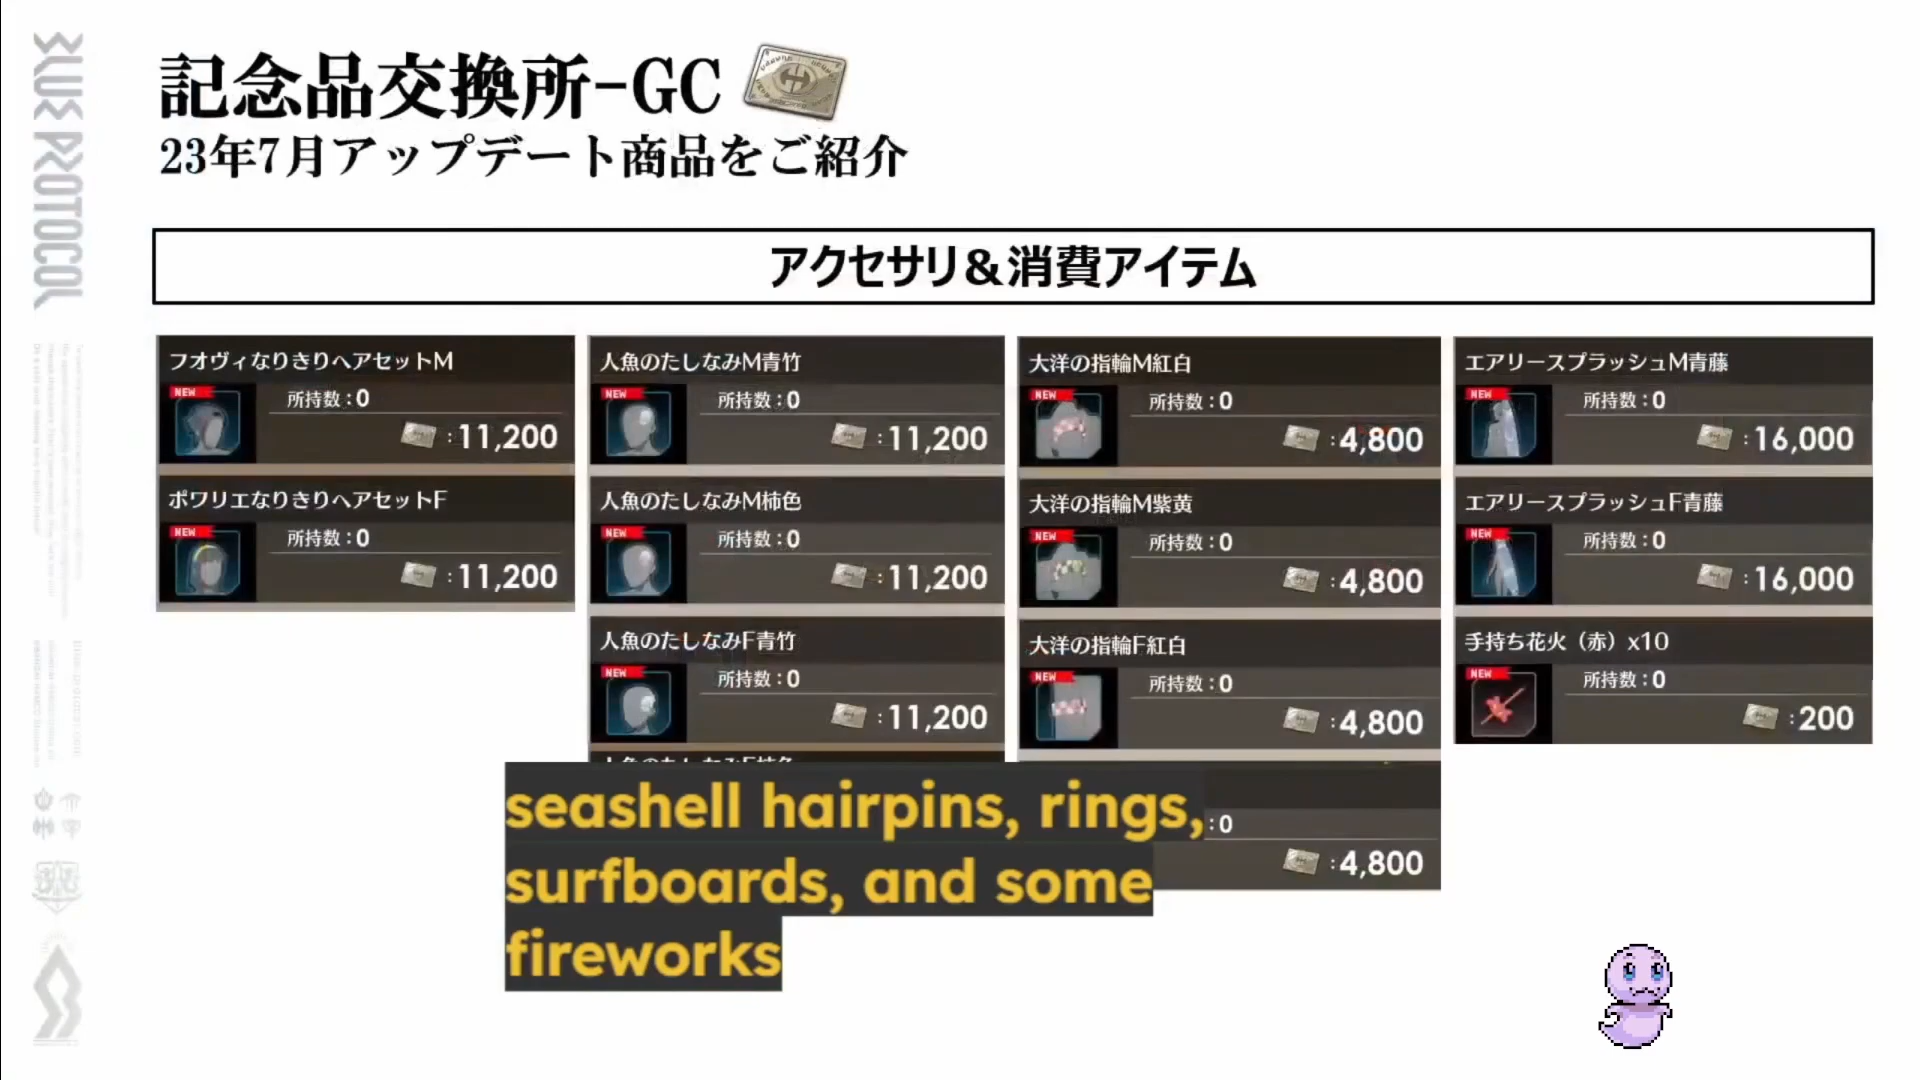 BLUE PROTOCOL
記念品交換所-GC
23年7月アップデート商品をご紹介
アクセサリ&消費アイテム
フオヴィなりきりヘアセットM
NEW
所持数:0
:11,200
ポワリエなりきりヘアセットF
NEW
所持数:0
:11,200
人魚のたしなみM青竹
NEW
所持数:0
:11,200
人魚のたしなみM柿色
NEW
所持数:0
:11,200
人魚のたしなみF青竹
NEW
所持数:0
:11,200
大洋の指輪M紅白
NEW
所持数:0
:4,800
大洋の指輪M紫黄
NEW
所持数:0
:4,800
大洋の指輪F紅白
NEW
所持数:0
:4,800
:0
:4,800
エアリースプラッシュM青藤
NEW
所持数:0
:16,000
エアリースプラッシュF青藤
NEW
所持数:0
:16,000
手持ち花火（赤）x10
NEW
所持数:0
:200
seashell hairpins, rings,
surfboards, and some
fireworks